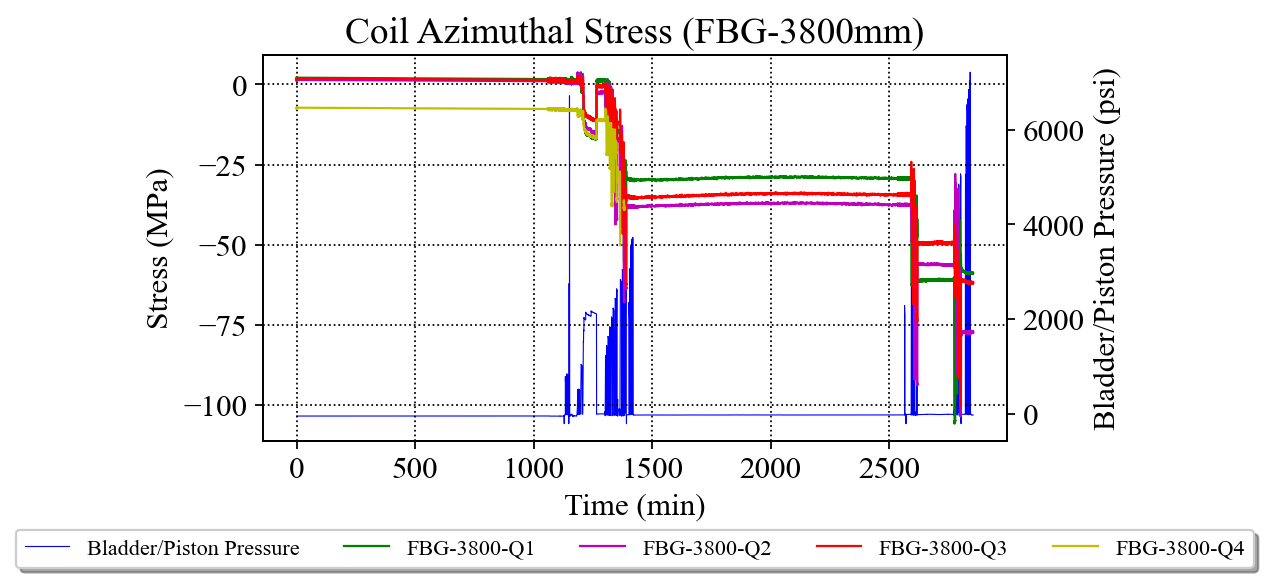 Coil Azimuthal Stress (FBG-3800mm)
0
−25
−50
−75
−100
Stress (MPa)
6000
4000
2000
0
Bladder/Piston Pressure (psi)
0 500 1000 1500 2000 2500
Time (min)
Bladder/Piston Pressure FBG-3800-Q1 FBG-3800-Q2 FBG-3800-Q3 FBG-3800-Q4